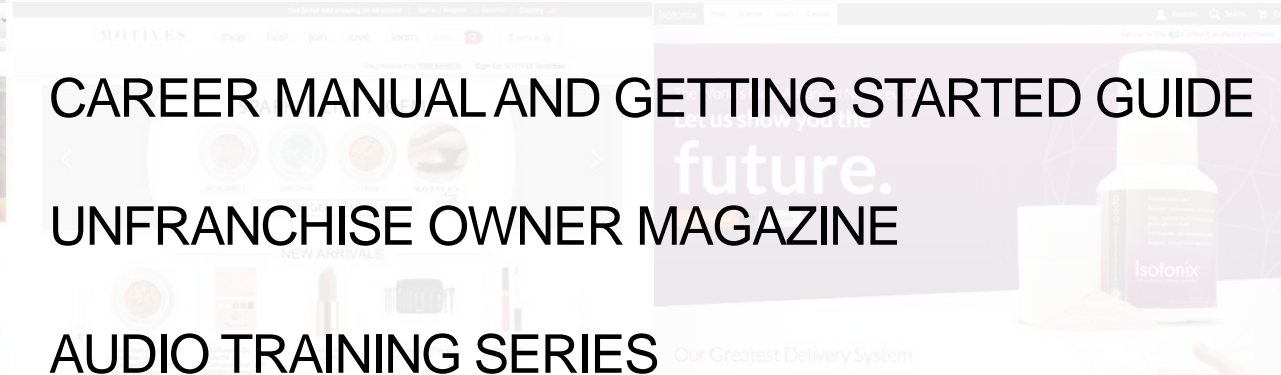 MOTIVES shop host join love learn
CAREER MANUAL AND GETTING STARTED GUIDE
Let us show you the
future.
UNFRANCHISE OWNER MAGAZINE
NEW ARRIVALS
Isotonix
AUDIO TRAINING SERIES
Our Greatest Delivery System